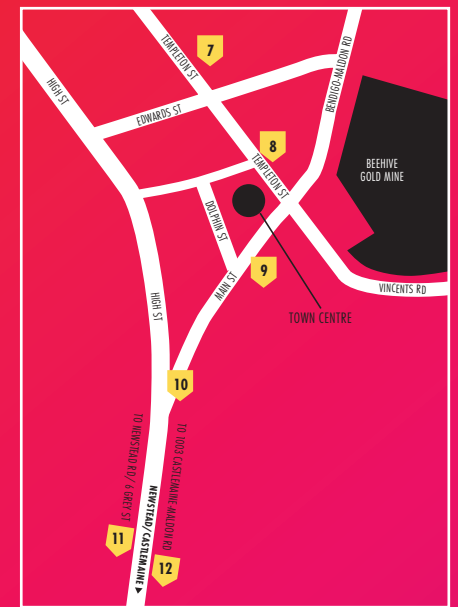 7
TEMPLETON ST
BENDIGO-MALDON RD
HIGH ST
EDWARDS ST
8
TEMPLETON ST
BEEHIVE
GOLD MINE
DOLPHIN ST
9
MAIN ST
VINCENTS RD
HIGH ST
TOWN CENTRE
10
TO NEWSTEAD RD/ 6 GREY ST
TO 1003 CASTLEMAINE-MALDON RD
NEWSTEAD/CASTLEMAINE
11
12